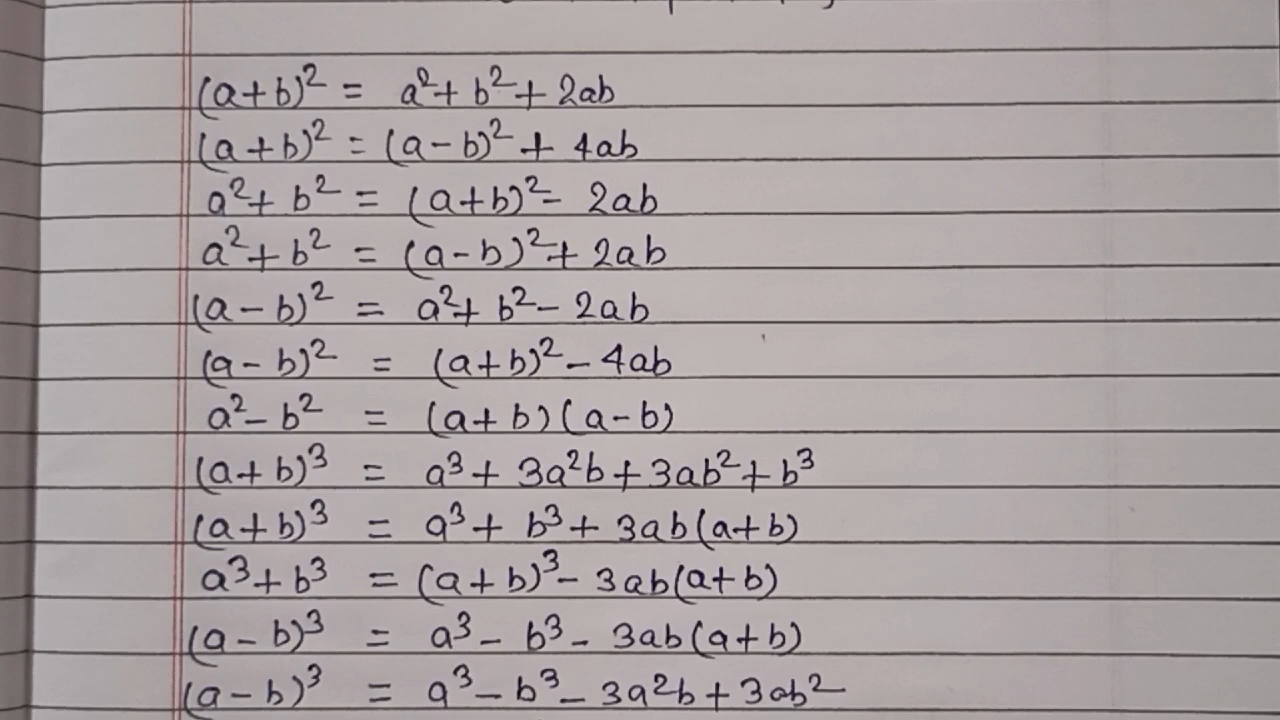 (a+b)² = a²+ b²+ 2ab
(a+b)² = (a-b)² + 4ab
a²+ b² = (a+b)²- 2ab
a²+ b² = (a-b)²+ 2ab
(a-b)² = a²+ b²- 2ab
(a-b)² = (a+b)²- 4ab
a²- b² = (a+b)(a-b)
(a+b)³ = a³+ 3a²b+3ab²+b³
(a+b)³ = a³+ b³+ 3ab(a+b)
a³+b³ = (a+b)³- 3ab(a+b)
(a-b)³ = a³- b³- 3ab(a+b)
(a-b)³ = a³-b³- 3a²b+3ab²